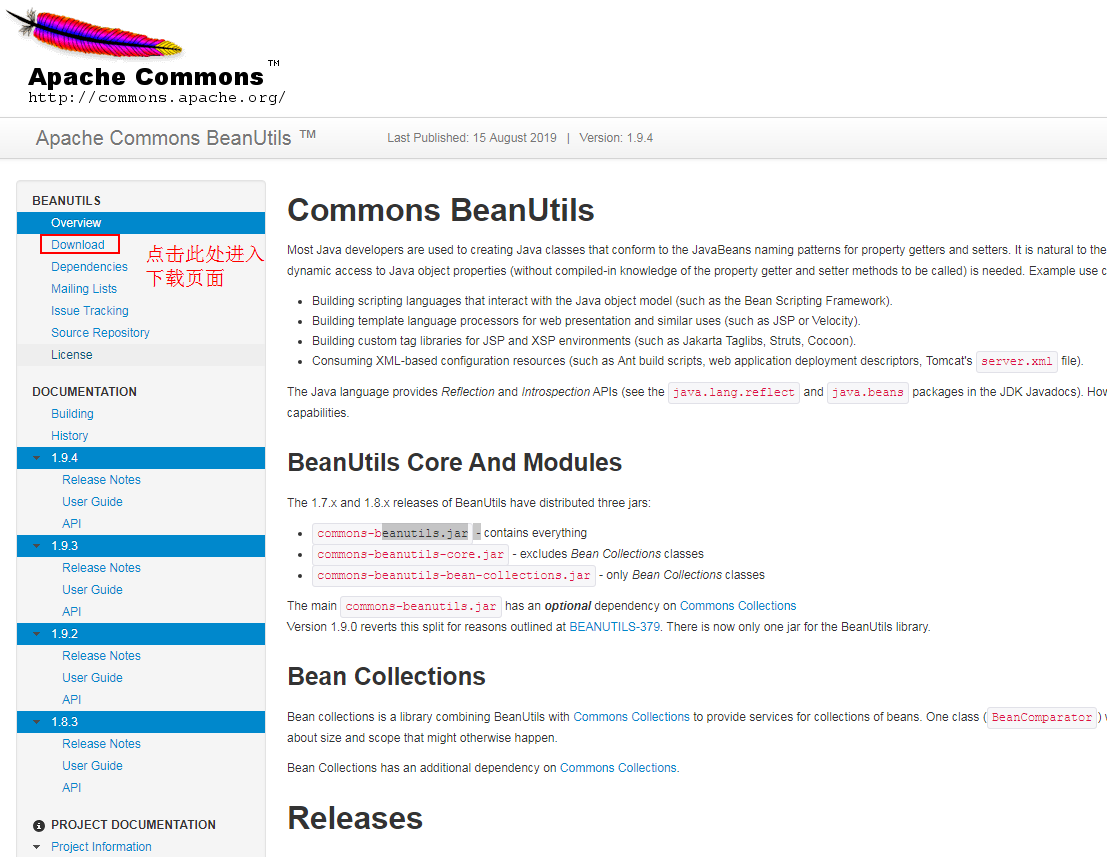 Apache Commons™
http://commons.apache.org/
Apache Commons BeanUtils ™
Last Published: 15 August 2019 | Version: 1.9.4
BEANUTILS
Overview
Download
Dependencies
Mailing Lists
Issue Tracking
Source Repository
License
点击此处进入
下载页面
DOCUMENTATION
Building
History
1.9.4
Release Notes
User Guide
API
1.9.3
Release Notes
User Guide
API
1.9.2
Release Notes
User Guide
API
1.8.3
Release Notes
User Guide
API
PROJECT DOCUMENTATION
Project Information
Commons BeanUtils
Most Java developers are used to creating Java classes that conform to the JavaBeans naming patterns for property getters and setters. It is natural to the
dynamic access to Java object properties (without compiled-in knowledge of the property getter and setter methods to be called) is needed. Example use c
• Building scripting languages that interact with the Java object model (such as the Bean Scripting Framework).
• Building template language processors for web presentation and similar uses (such as JSP or Velocity).
• Building custom tag libraries for JSP and XSP environments (such as Jakarta Taglibs, Struts, Cocoon).
• Consuming XML-based configuration resources (such as Ant build scripts, web application deployment descriptors, Tomcat's server.xml file).
The Java language provides Reflection and Introspection APIs (see the java.lang.reflect and java.beans packages in the JDK Javadocs). How
capabilities.
BeanUtils Core And Modules
The 1.7.x and 1.8.x releases of BeanUtils have distributed three jars:
• commons-beanutils.jar - contains everything
• commons-beanutils-core.jar - excludes Bean Collections classes
• commons-beanutils-bean-collections.jar - only Bean Collections classes
The main commons-beanutils.jar has an optional dependency on Commons Collections
Version 1.9.0 reverts this split for reasons outlined at BEANUTILS-379. There is now only one jar for the BeanUtils library.
Bean Collections
Bean collections is a library combining BeanUtils with Commons Collections to provide services for collections of beans. One class (BeanComparator)
about size and scope that might otherwise happen.
Bean Collections has an additional dependency on Commons Collections.
Releases